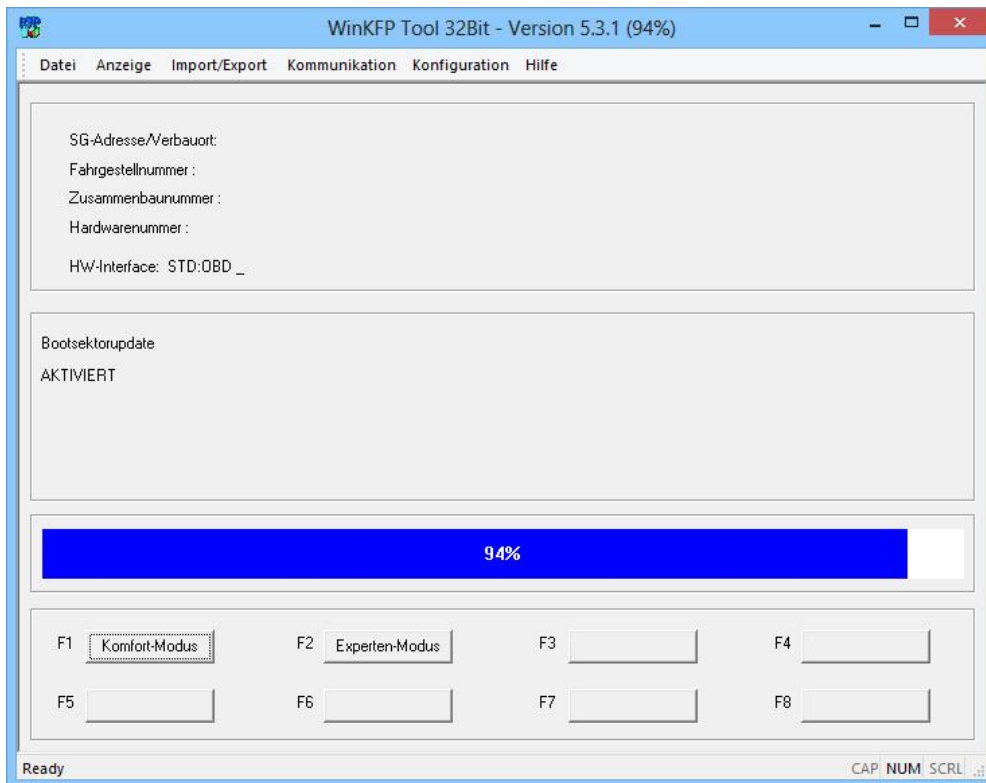 WinKFP Tool 32Bit - Version 5.3.1 (94%)
Datei Anzeige Import/Export Kommunikation Konfiguration Hilfe
SG-Adresse/Verbauort:
Fahrgestellnummer :
Zusammenbaunummer :
Hardwarenummer :
HW-Interface: STD:OBD _
Bootsektorupdate
AKTIVIERT
94%
F1 Komfort-Modus F2 Experten-Modus F3 F4
F5 F6 F7 F8
Ready CAP NUM SCRL